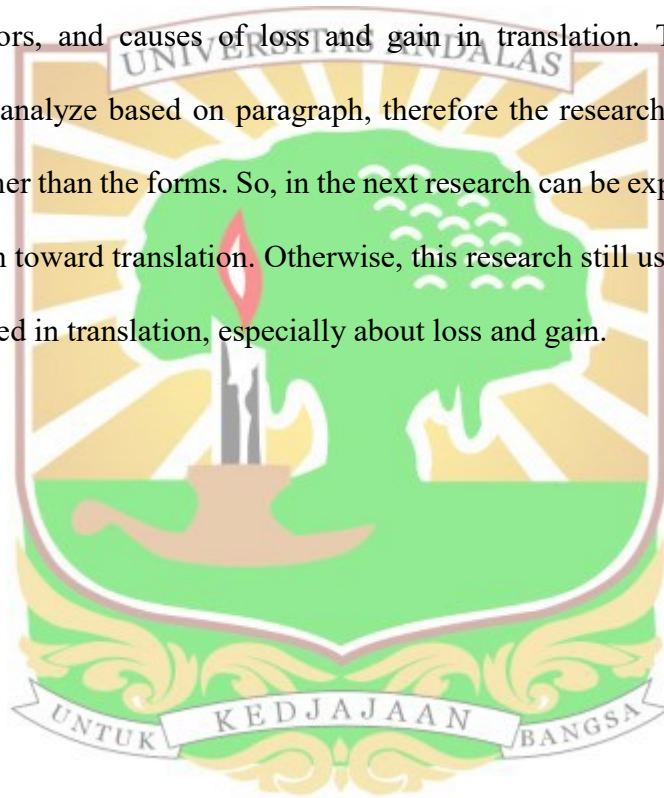 ors, and causes of loss and gain in translation. T
UNIVERSITAS ANDALAS
analyze based on paragraph, therefore the research
her than the forms. So, in the next research can be exp
n toward translation. Otherwise, this research still us
ed in translation, especially about loss and gain.
UNTUK KEDJAJAAN BANGSA